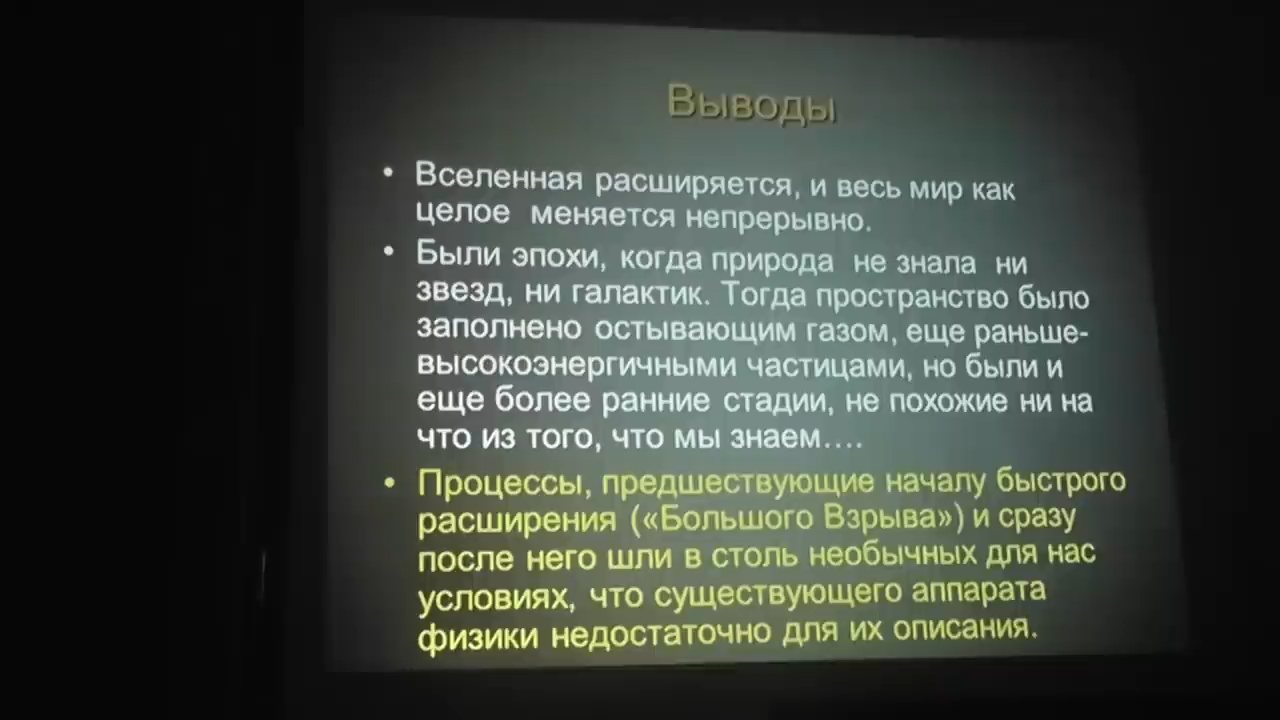 Выводы
• Вселенная расширяется, и весь мир как
целое меняется непрерывно.
• Были эпохи, когда природа не знала ни
звезд, ни галактик. Тогда пространство было
заполнено остывающим газом, еще раньше-
высокоэнергичными частицами, но были и
еще более ранние стадии, не похожие ни на
что из того, что мы знаем….
• Процессы, предшествующие началу быстрого
расширения («Большого Взрыва») и сразу
после него шли в столь необычных для нас
условиях, что существующего аппарата
физики недостаточно для их описания.